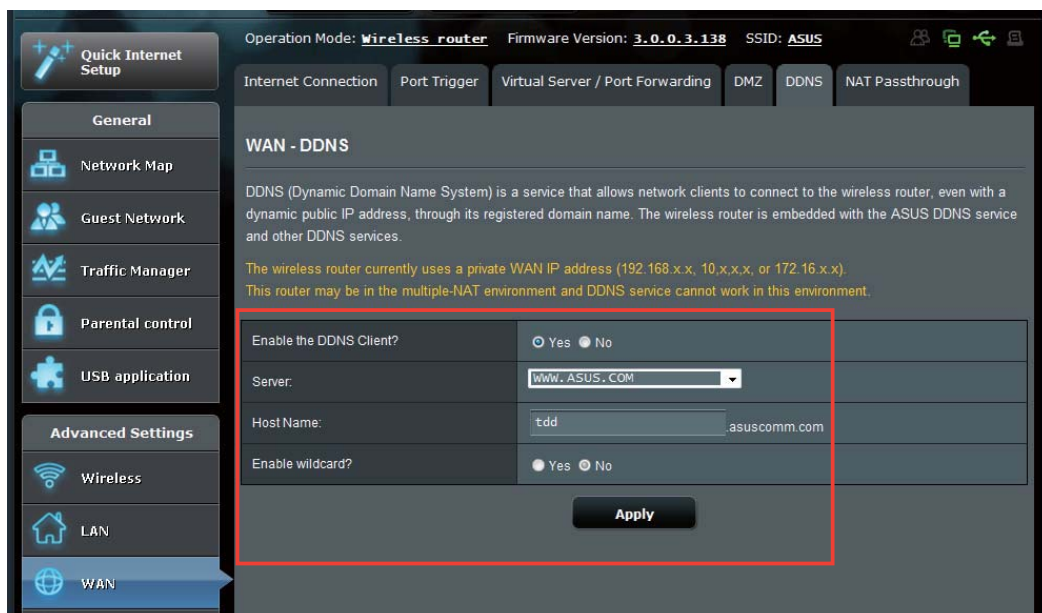 Quick Internet Setup
Operation Mode: Wireless router Firmware Version: 3.0.0.3.138 SSID: ASUS
Internet Connection Port Trigger Virtual Server / Port Forwarding DMZ DDNS NAT Passthrough
General
Network Map
Guest Network
Traffic Manager
Parental control
USB application
Advanced Settings
Wireless
LAN
WAN
WAN - DDNS
DDNS (Dynamic Domain Name System) is a service that allows network clients to connect to the wireless router, even with a
dynamic public IP address, through its registered domain name. The wireless router is embedded with the ASUS DDNS service
and other DDNS services.
The wireless router currently uses a private WAN IP address (192.168.x.x, 10,x,x,x, or 172.16.x.x).
This router may be in the multiple-NAT environment and DDNS service cannot work in this environment.
Enable the DDNS Client? Yes No
Server: WWW.ASUS.COM
Host Name: tdd .asuscomm.com
Enable wildcard? Yes No
Apply